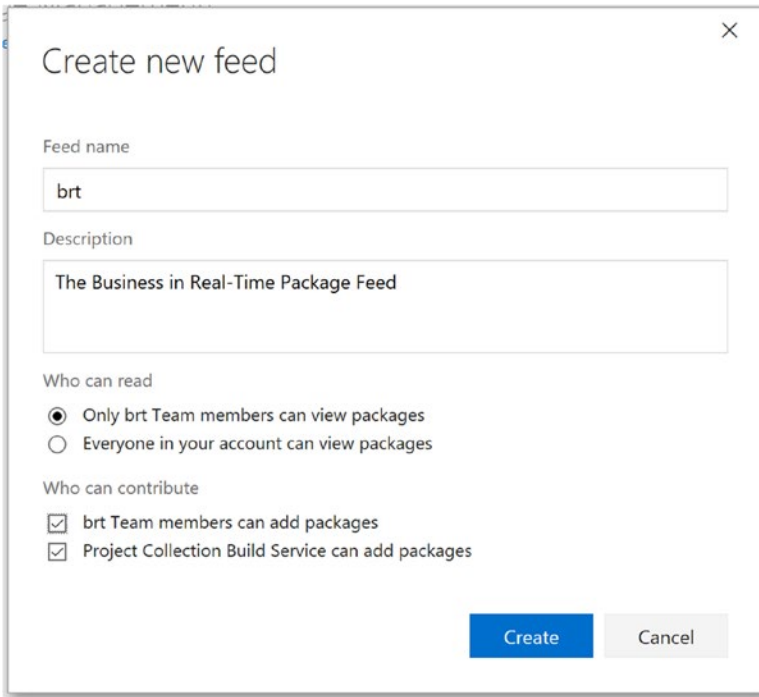 Create new feed
Feed name
brt
Description
The Business in Real-Time Package Feed
Who can read
Only brt Team members can view packages
Everyone in your account can view packages
Who can contribute
brt Team members can add packages
Project Collection Build Service can add packages
Create Cancel